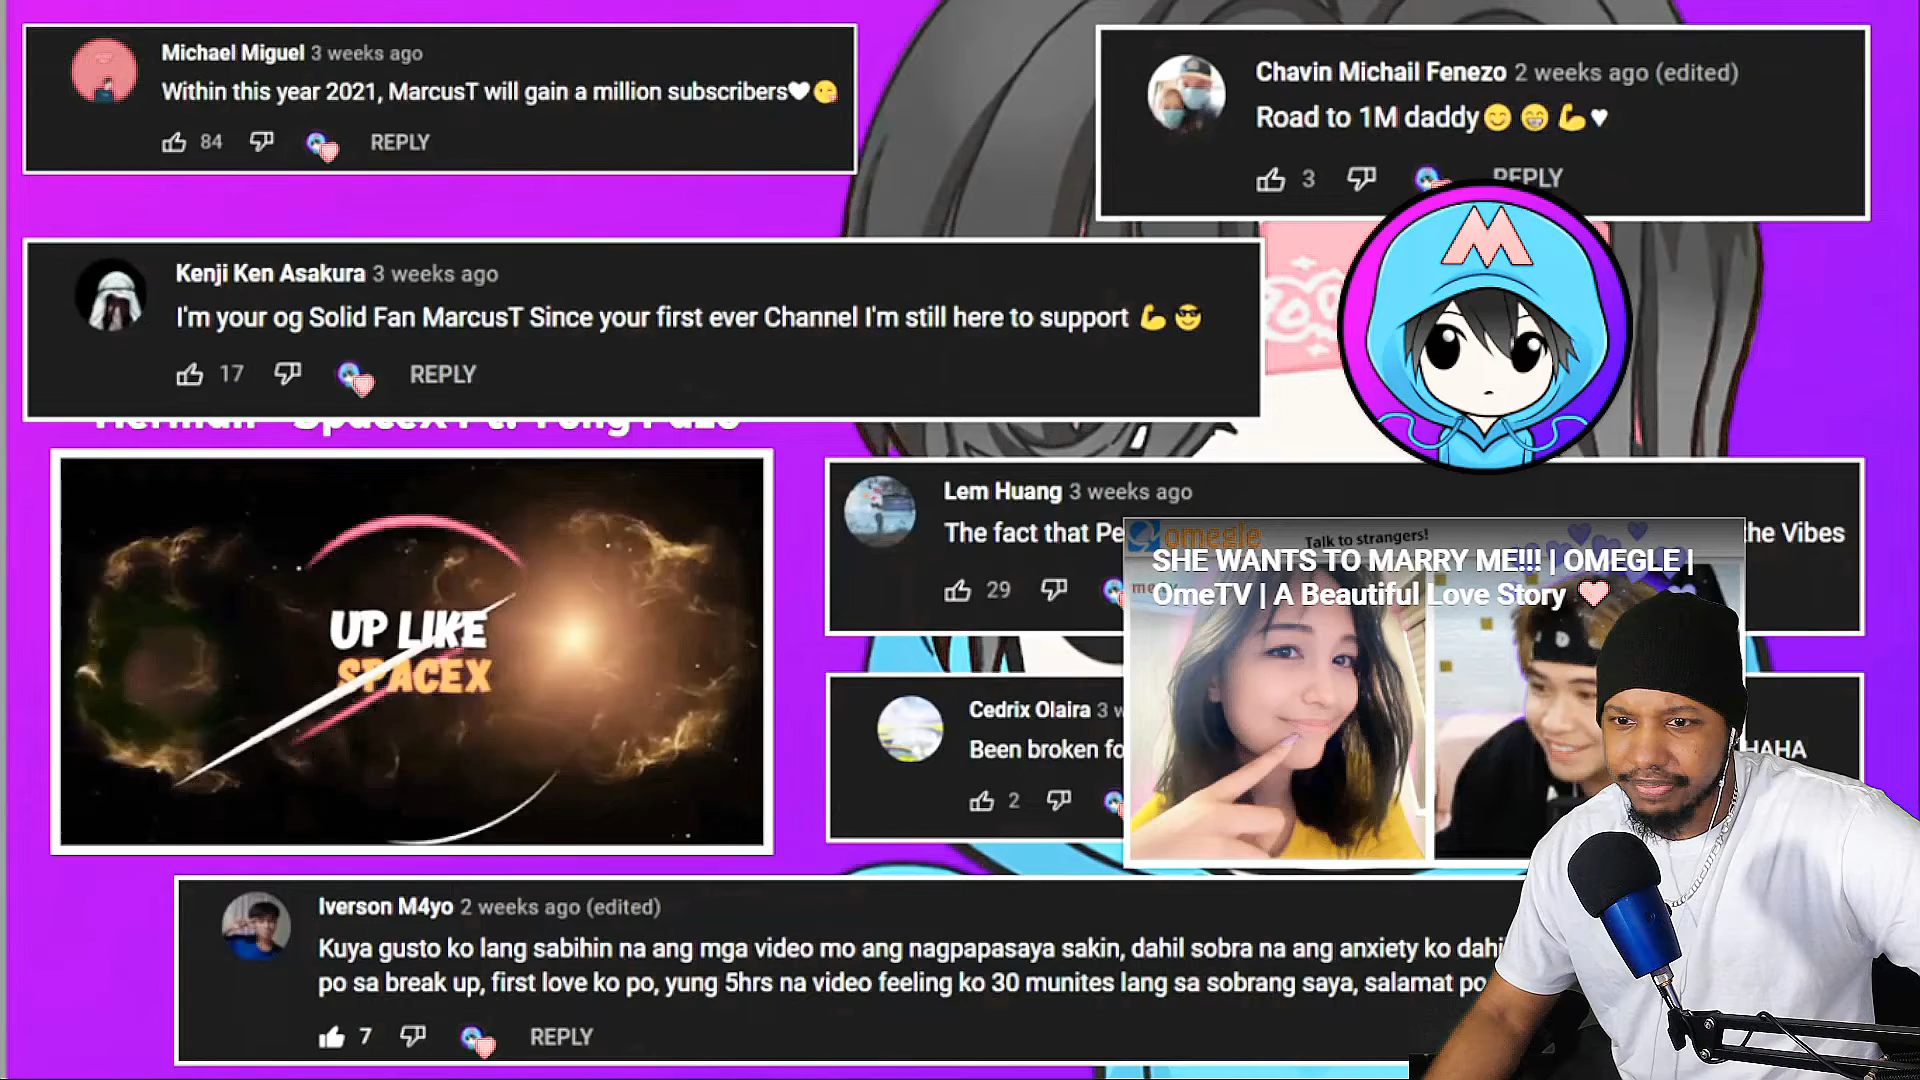 Michael Miguel 3 weeks ago
Within this year 2021, MarcusT will gain a million subscribers🤍😘
84 REPLY
Chavin Michail Fenezo 2 weeks ago (edited)
Road to 1M daddy😊😁💪♥
3 REPLY
M
Kenji Ken Asakura 3 weeks ago
I'm your og Solid Fan MarcusT Since your first ever Channel I'm still here to support 💪😎
17 REPLY
UP LIKE
SPACEX
Lem Huang 3 weeks ago
The fact that Pe
he Vibes
29
omegle
Talk to strangers!
SHE WANTS TO MARRY ME!!! | OMEGLE |
OmeTV | A Beautiful Love Story 🤍
Cedrix Olaira 3 w
Been broken fo
HAHA
2
Iverson M4yo 2 weeks ago (edited)
Kuya gusto ko lang sabihin na ang mga video mo ang nagpapasaya sakin, dahil sobra na ang anxiety ko dahi
po sa break up, first love ko po, yung 5hrs na video feeling ko 30 munites lang sa sobrang saya, salamat po
7 REPLY